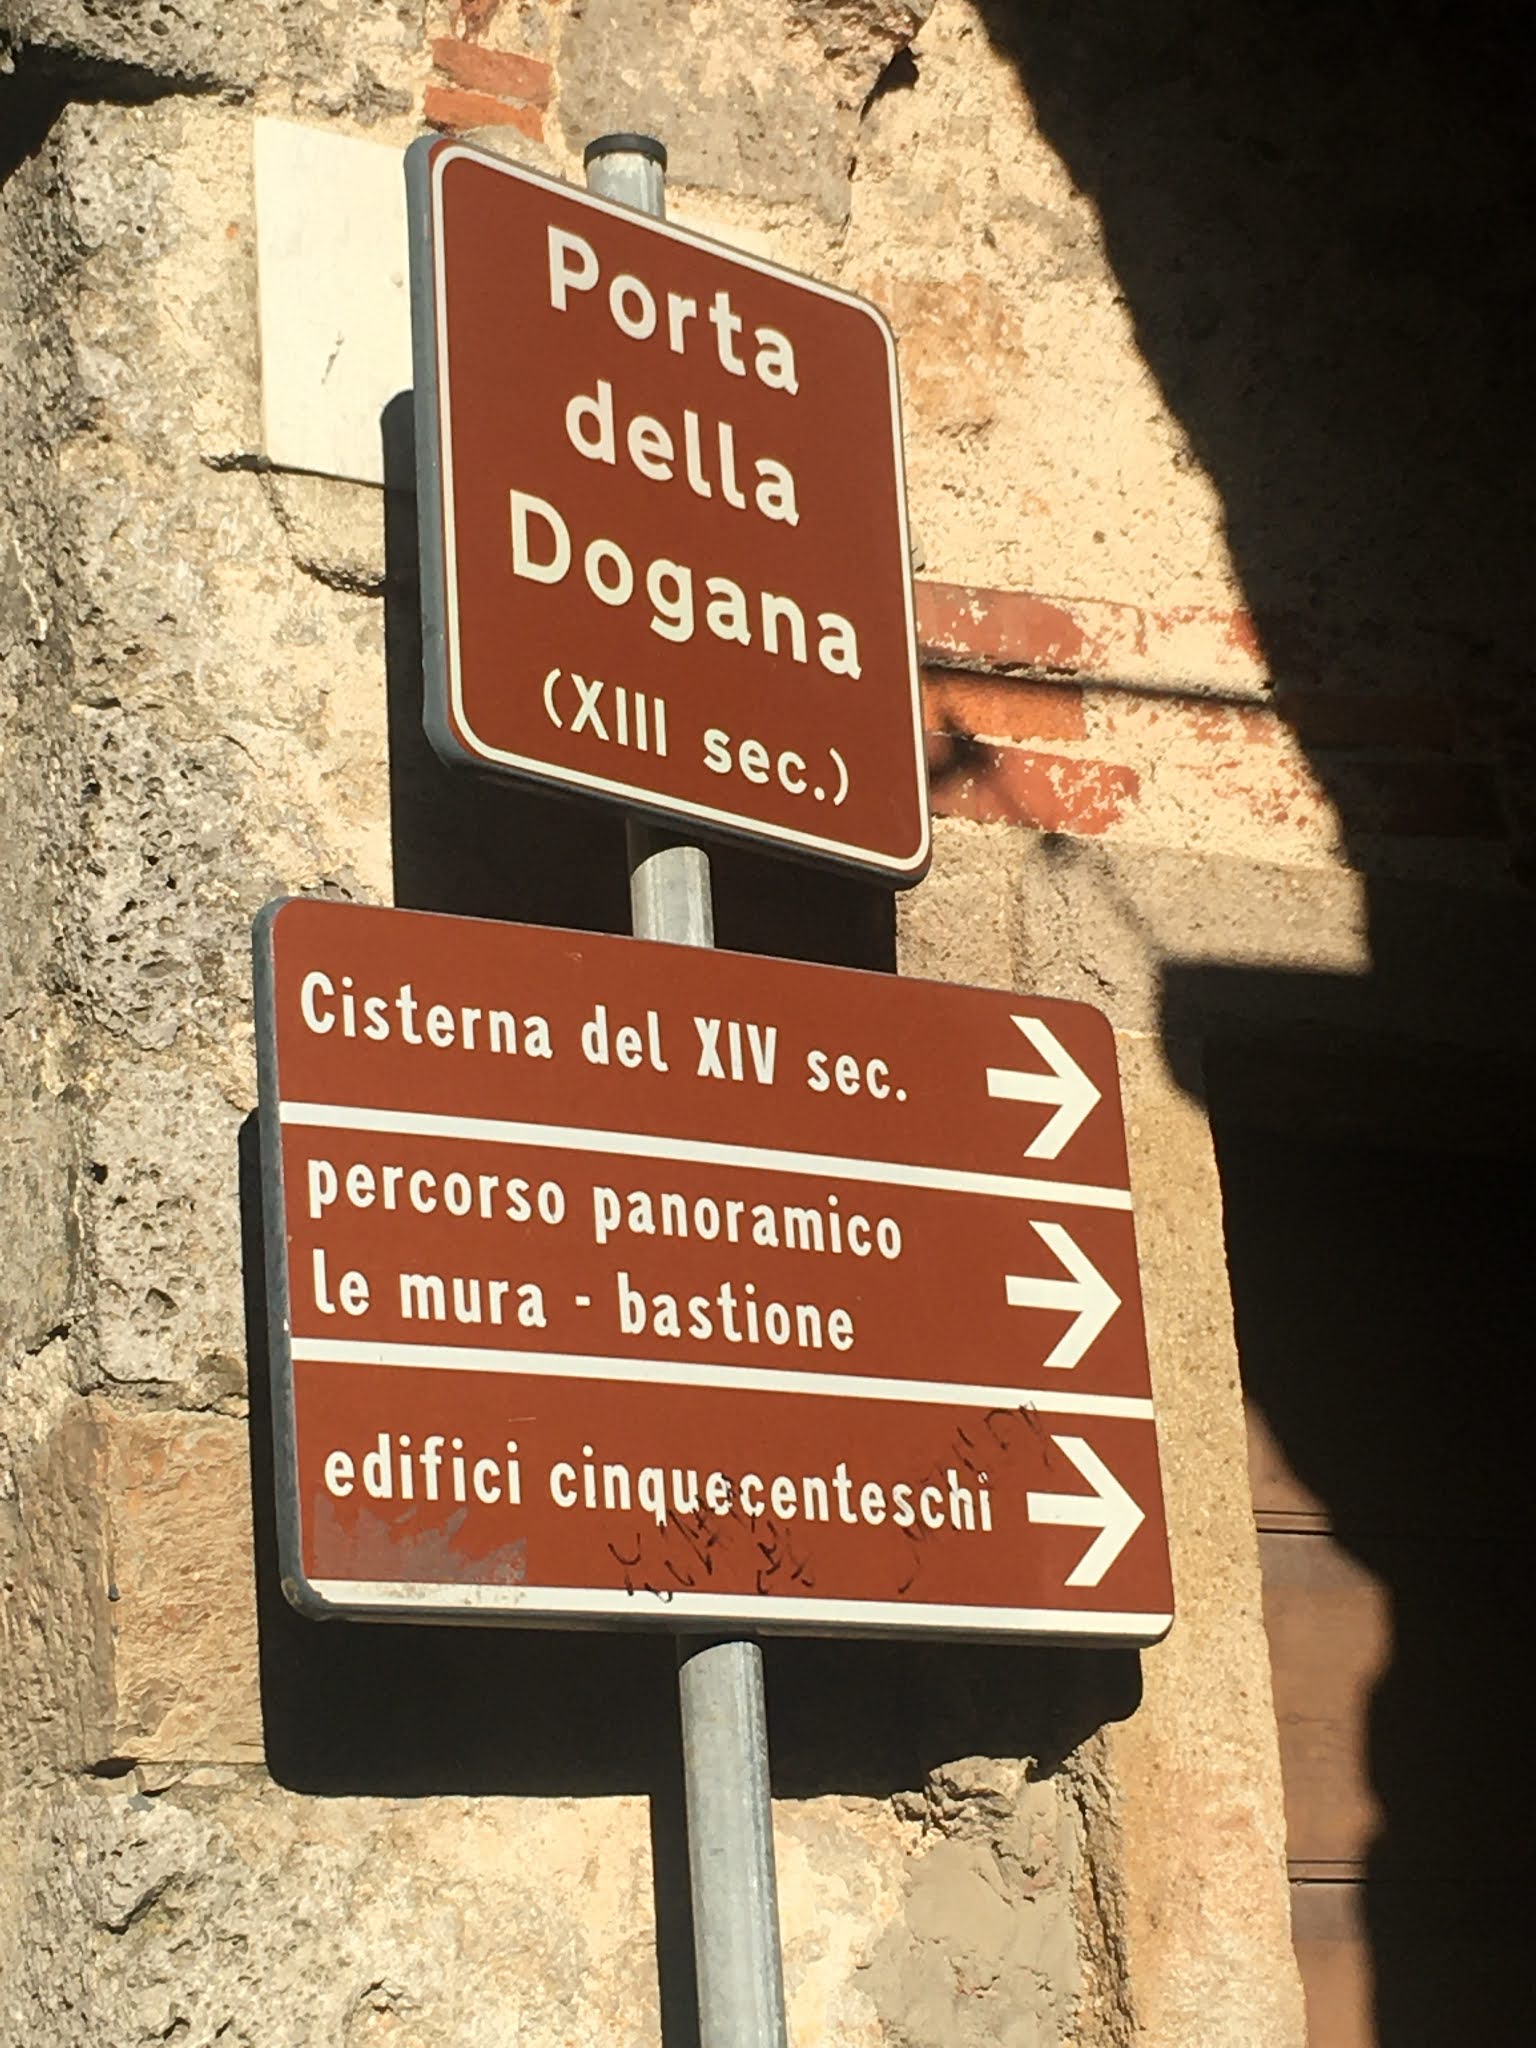 Porta
della
Dogana
(XIII sec.)
Cisterna del XIV sec.
percorso panoramico
le mura - bastione
edifici cinquecenteschi